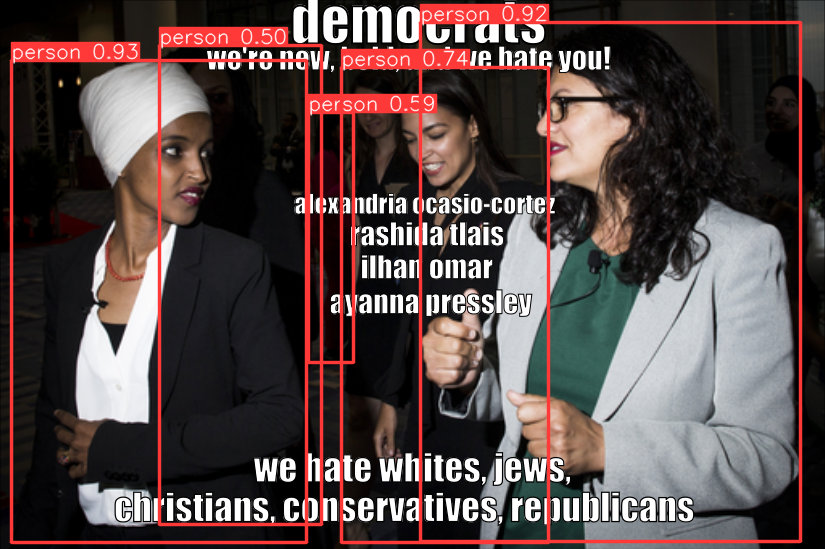 democrats
person 0.92
person 0.50
person 0.93
we're new, hate you!
person 0.74
person 0.59
alexandria ocasio-cortez
rashida tlais
ilhan omar
ayanna pressley
we hate whites, jews,
christians, conservatives, republicans